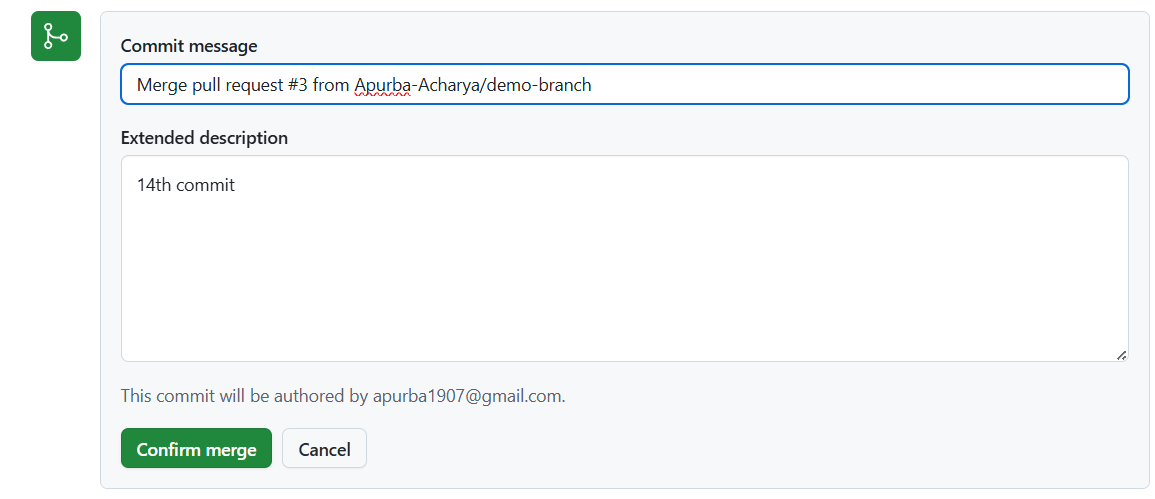 Commit message
Merge pull request #3 from Apurba-Acharya/demo-branch
Extended description
14th commit
This commit will be authored by apurba1907@gmail.com.
Confirm merge
Cancel